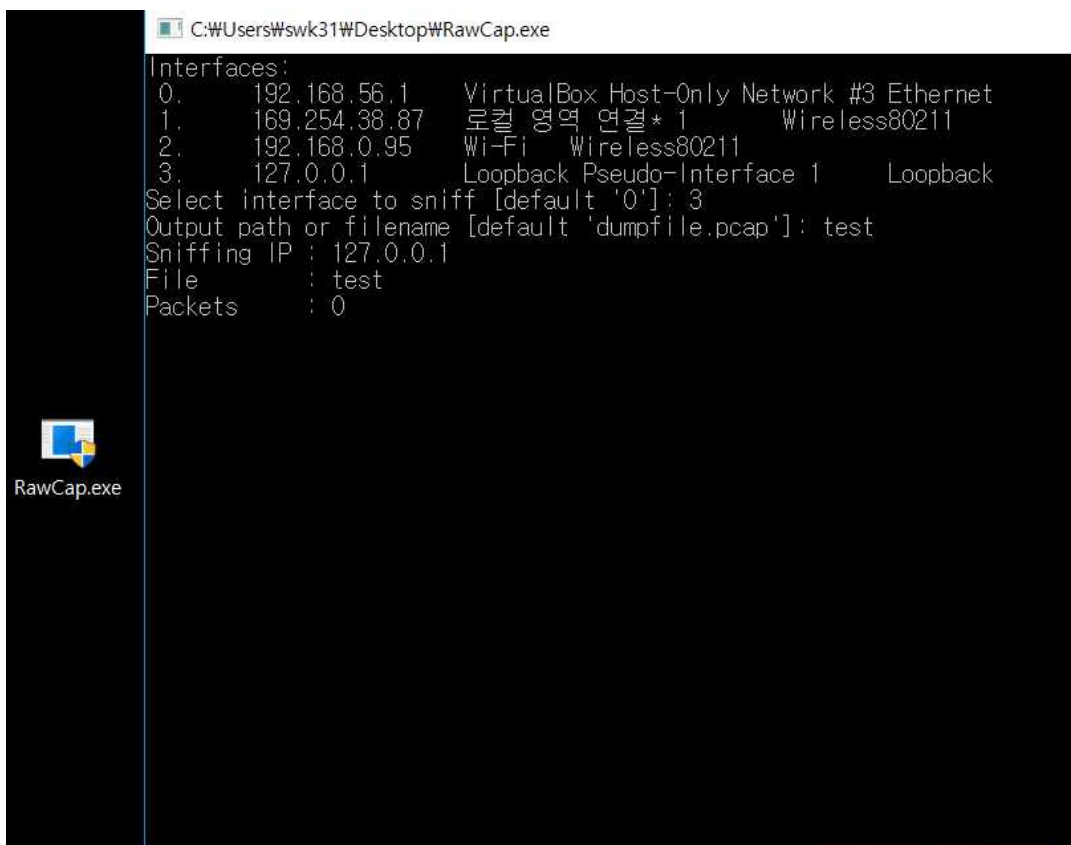 C:₩Users₩swk31₩Desktop₩RawCap.exe
Interfaces:
0. 192.168.56.1 VirtualBox Host-Only Network #3 Ethernet
1. 169.254.38.87 로컬 영역 연결* 1 Wireless80211
2. 192.168.0.95 Wi-Fi Wireless80211
3. 127.0.0.1 Loopback Pseudo-Interface 1 Loopback
Select interface to sniff [default '0']: 3
Output path or filename [default 'dumpfile.pcap']: test
Sniffing IP : 127.0.0.1
File : test
Packets : 0
RawCap.exe